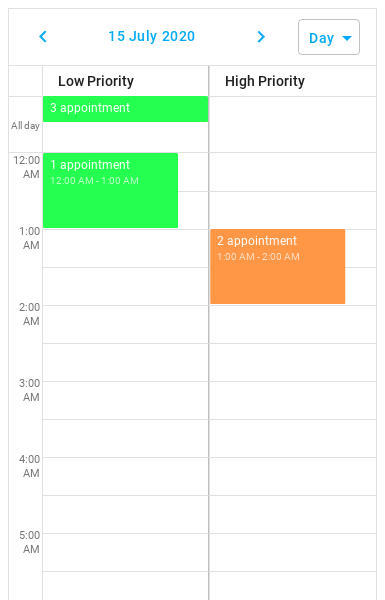 15 July 2020
Day
Low Priority
High Priority
3 appointment
All day
12:00
AM
1 appointment
12:00 AM - 1:00 AM
1:00
AM
2 appointment
1:00 AM - 2:00 AM
2:00
AM
3:00
AM
4:00
AM
5:00
AM